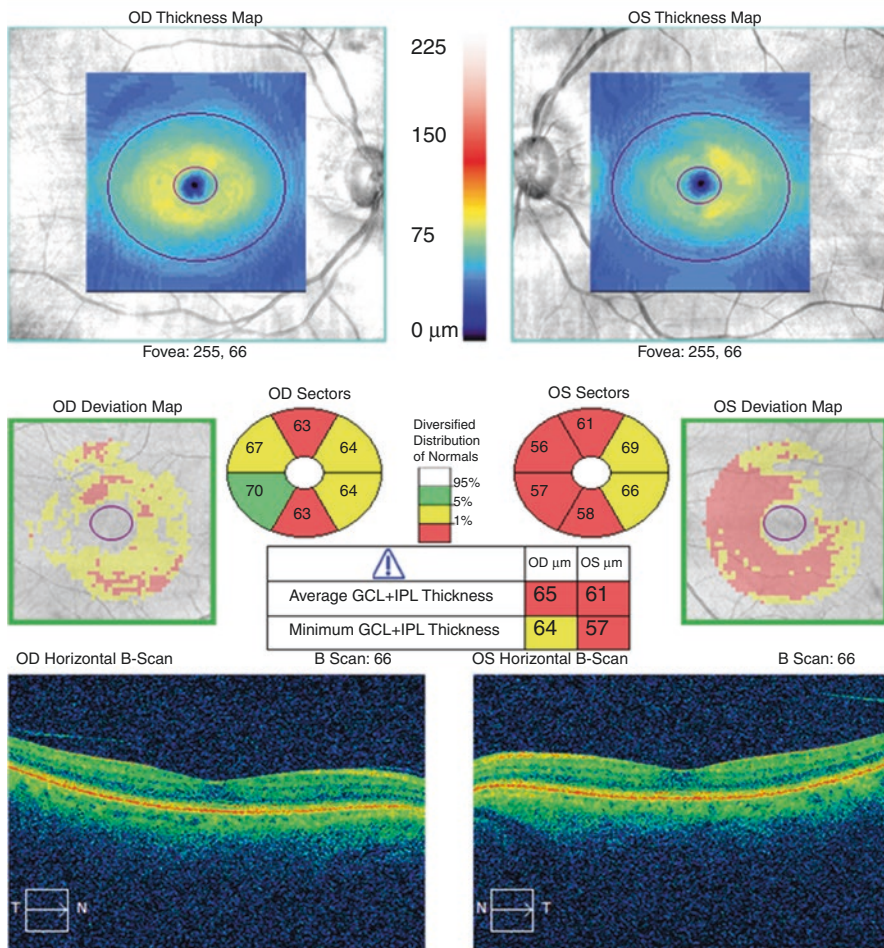 OD Thickness Map
OS Thickness Map
225
150
75
0 μm
Fovea: 255, 66
Fovea: 255, 66
OD Deviation Map
OD Sectors
63
67
64
70
64
63
Diversified
Distribution
of Normals
95%
5%
1%
OS Sectors
61
56
69
57
66
58
OS Deviation Map
OD μm
OS μm
Average GCL+IPL Thickness
65
61
Minimum GCL+IPL Thickness
64
57
OD Horizontal B-Scan
B Scan: 66
OS Horizontal B-Scan
B Scan: 66
T
N
N
T